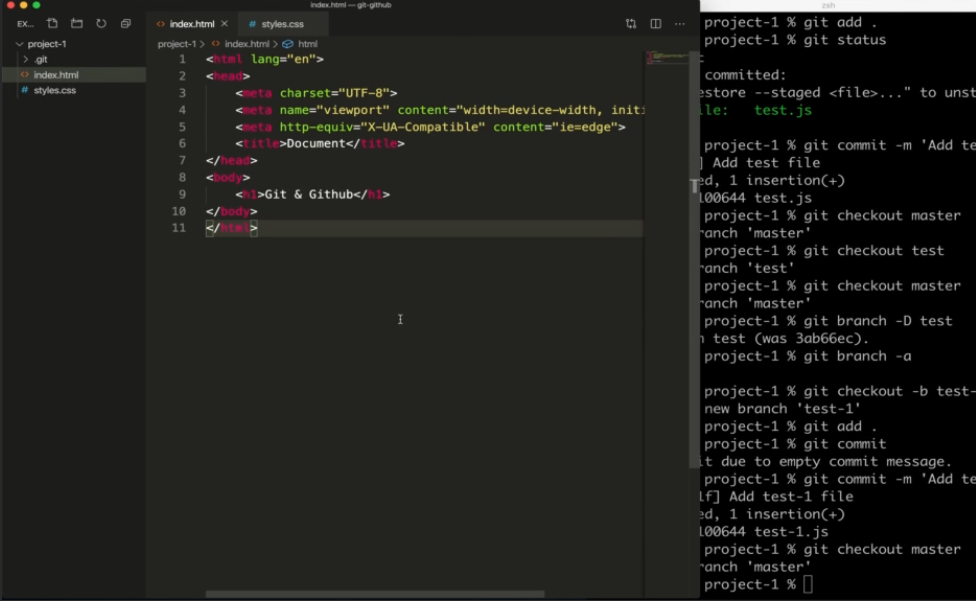 index.html — git-github
zsh
EX...
index.html ×
# styles.css
...
project-1
project-1 > <> index.html > html
.git
<> index.html
# styles.css
1 <html lang="en">
2 <head>
3 <meta charset="UTF-8">
4 <meta name="viewport" content="width=device-width, initi
5 <meta http-equiv="X-UA-Compatible" content="ie=edge">
6 <title>Document</title>
7 </head>
8 <body>
9 <h1>Git & Github</h1>
10 </body>
11 </html>
project-1 % git add .
project-1 % git status
:
committed:
estore --staged <file>..." to unst
ile: test.js
project-1 % git commit -m 'Add te
] Add test file
ed, 1 insertion(+)
100644 test.js
project-1 % git checkout master
ranch 'master'
project-1 % git checkout test
ranch 'test'
project-1 % git checkout master
ranch 'master'
project-1 % git branch -D test
h test (was 3ab66ec).
project-1 % git branch -a
project-1 % git checkout -b test-
new branch 'test-1'
project-1 % git add .
project-1 % git commit
it due to empty commit message.
project-1 % git commit -m 'Add te
lf] Add test-1 file
ed, 1 insertion(+)
100644 test-1.js
project-1 % git checkout master
ranch 'master'
project-1 %